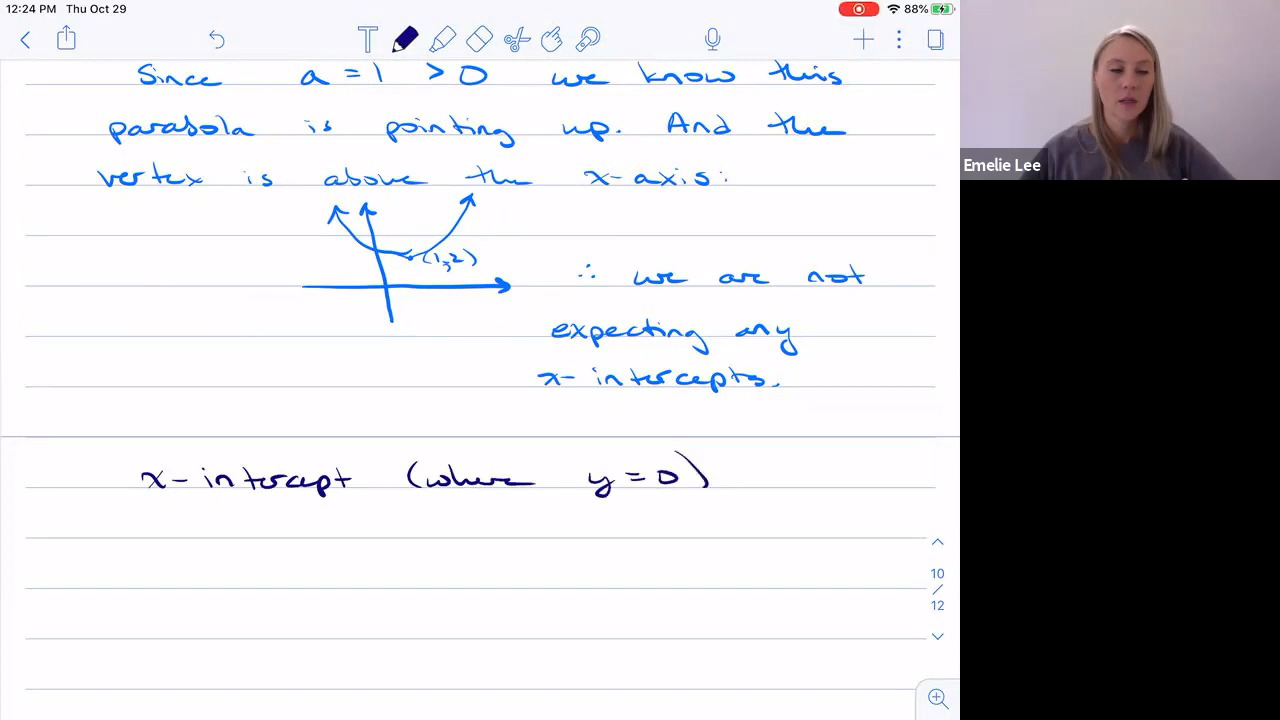 12:24 PM Thu Oct 29
88%
Since a = 1 > 0 we know this
parabola is pointing up. And the
vertex is above the x-axis:
(1,2)
∴ we are not
expecting any
x-intercepts.
x-intercept (where y = 0)
10
/
12
T
Emelie Lee